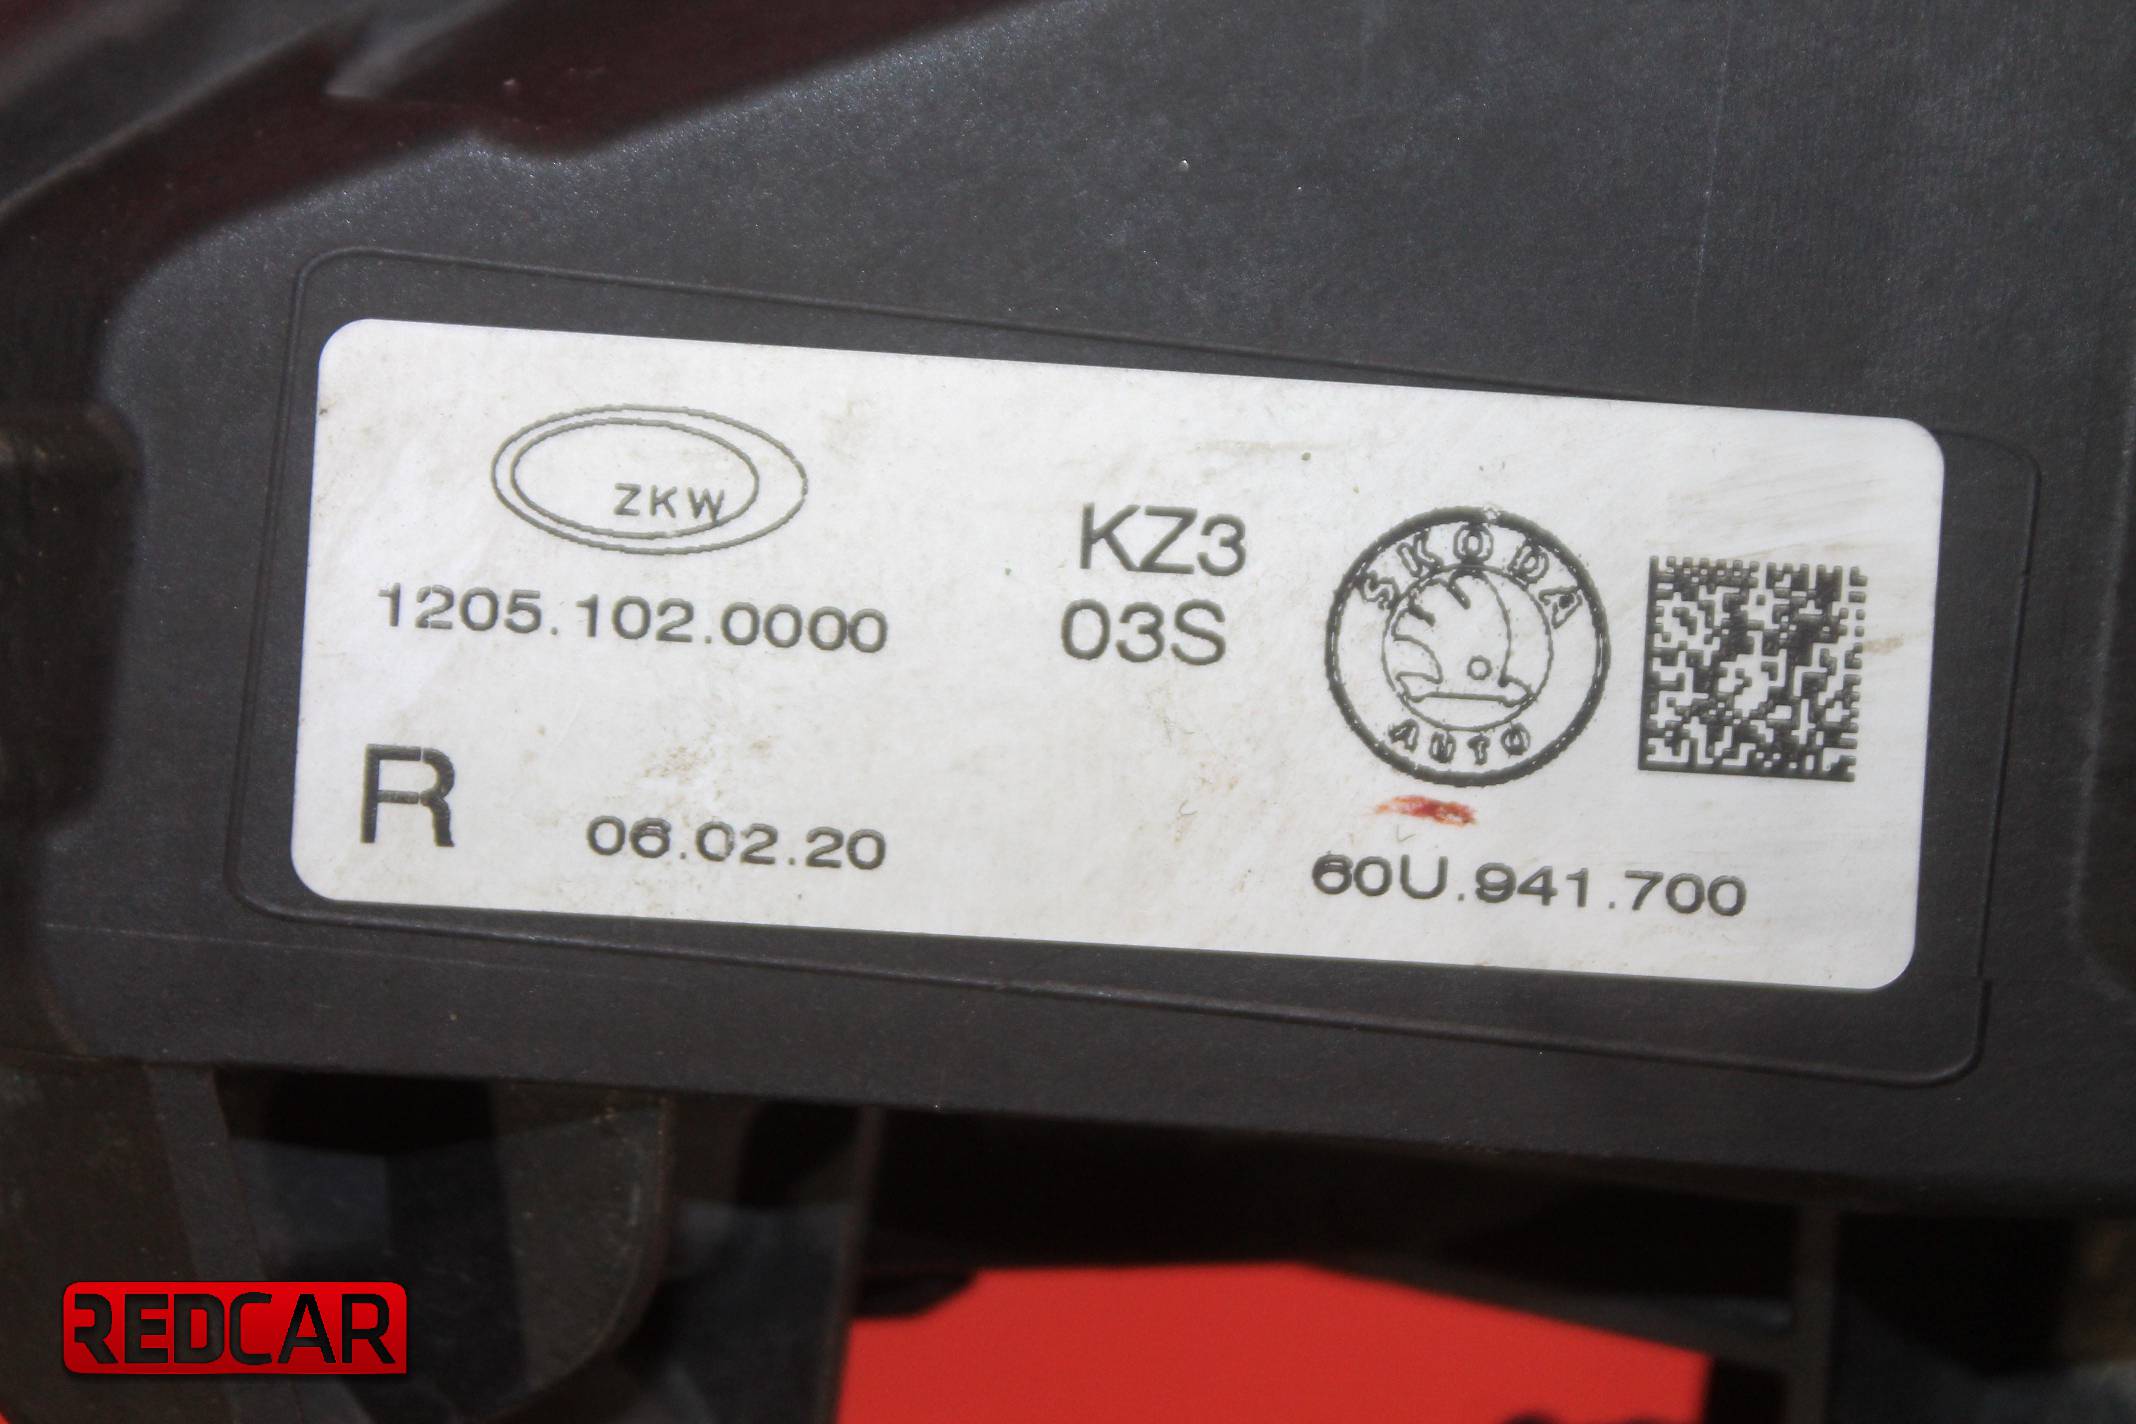 ZKW
1205.102.0000
KZ3
03S
SKODA
AUTO
R
06.02.20
60U.941.700
REDCAR